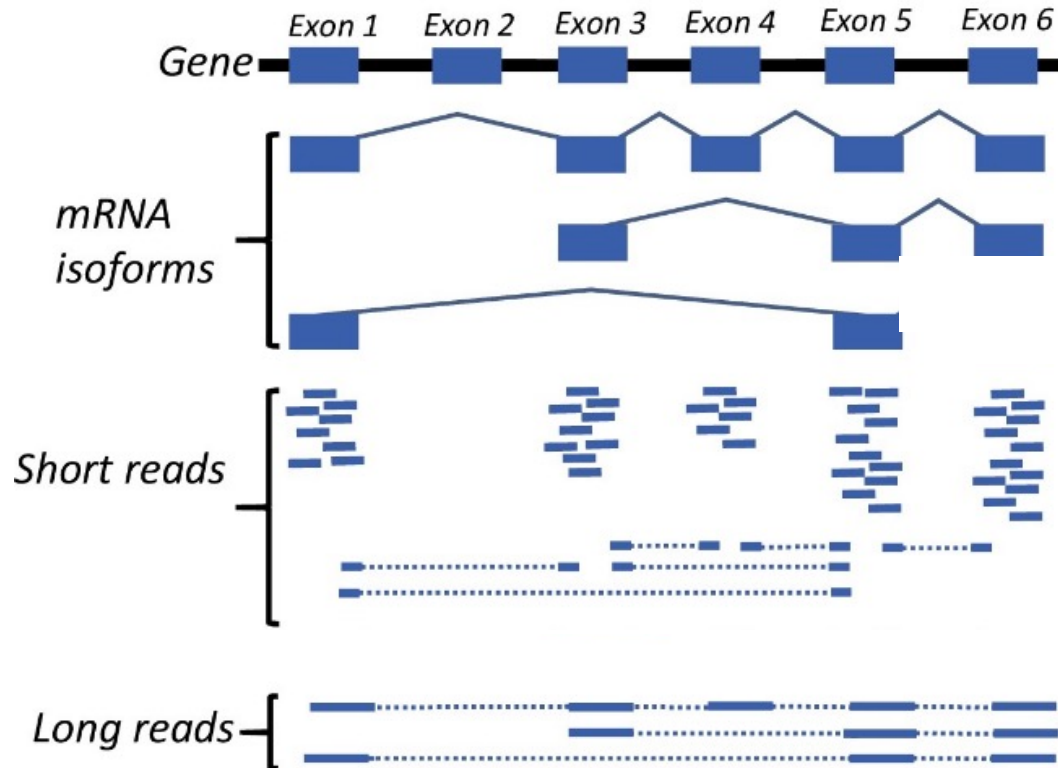 Exon 1 Exon 2 Exon 3 Exon 4 Exon 5 Exon 6
Gene
mRNA
isoforms
Short reads
Long reads